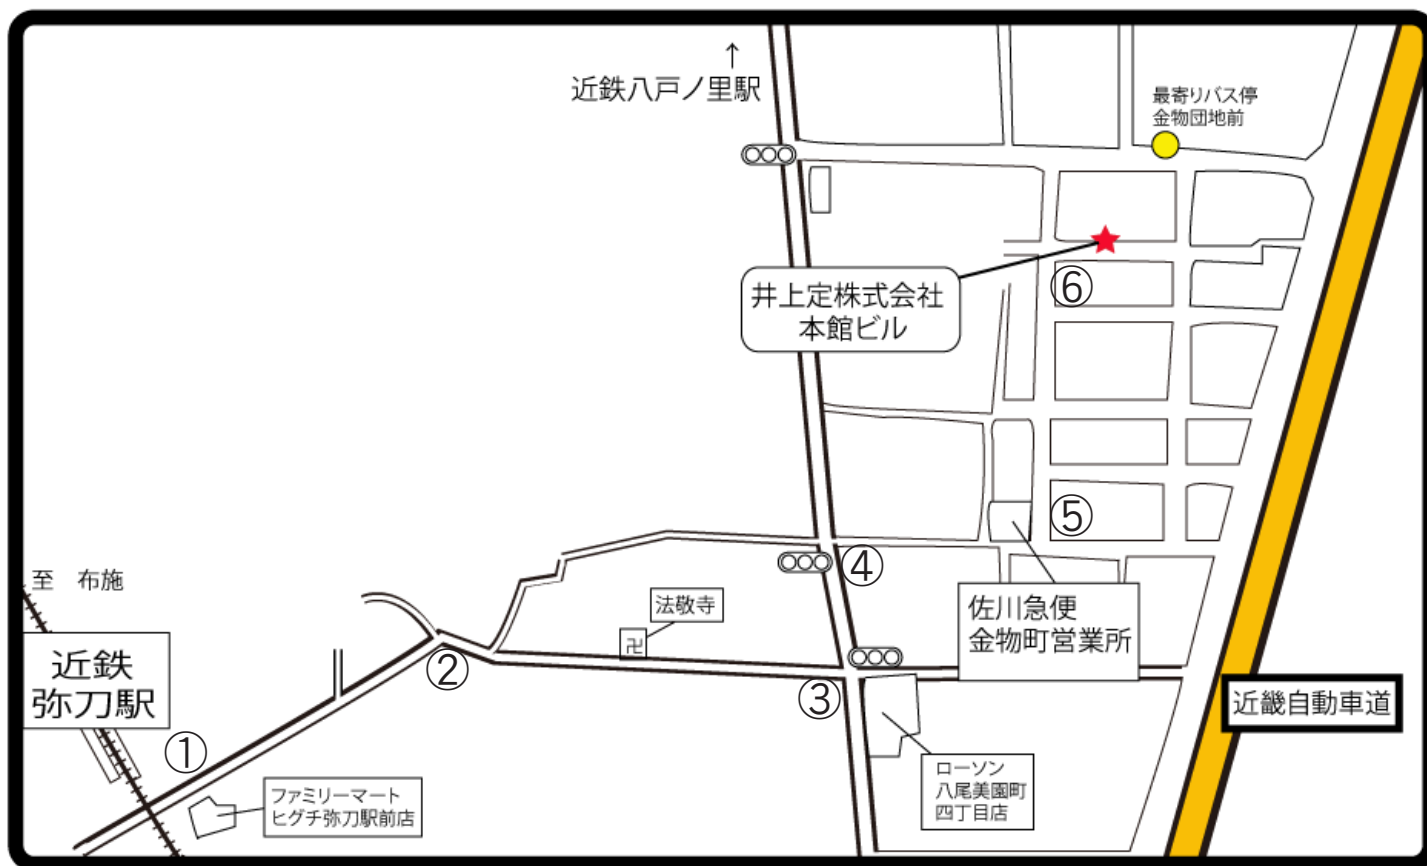 ↑
近鉄八戸ノ里駅
最寄りバス停
金物団地前
井上定株式会社
本館ビル
⑥
⑤
④
佐川急便
金物町営業所
至 布施
近鉄
弥刀駅
法敬寺
卍
②
③
①
近畿自動車道
ファミリーマート
ヒグチ弥刀駅前店
ローソン
八尾美園町
四丁目店